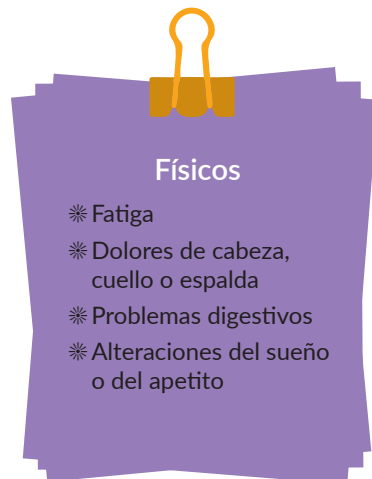 Físicos
Fatiga
Dolores de cabeza,
cuello o espalda
Problemas digestivos
Alteraciones del sueño
o del apetito